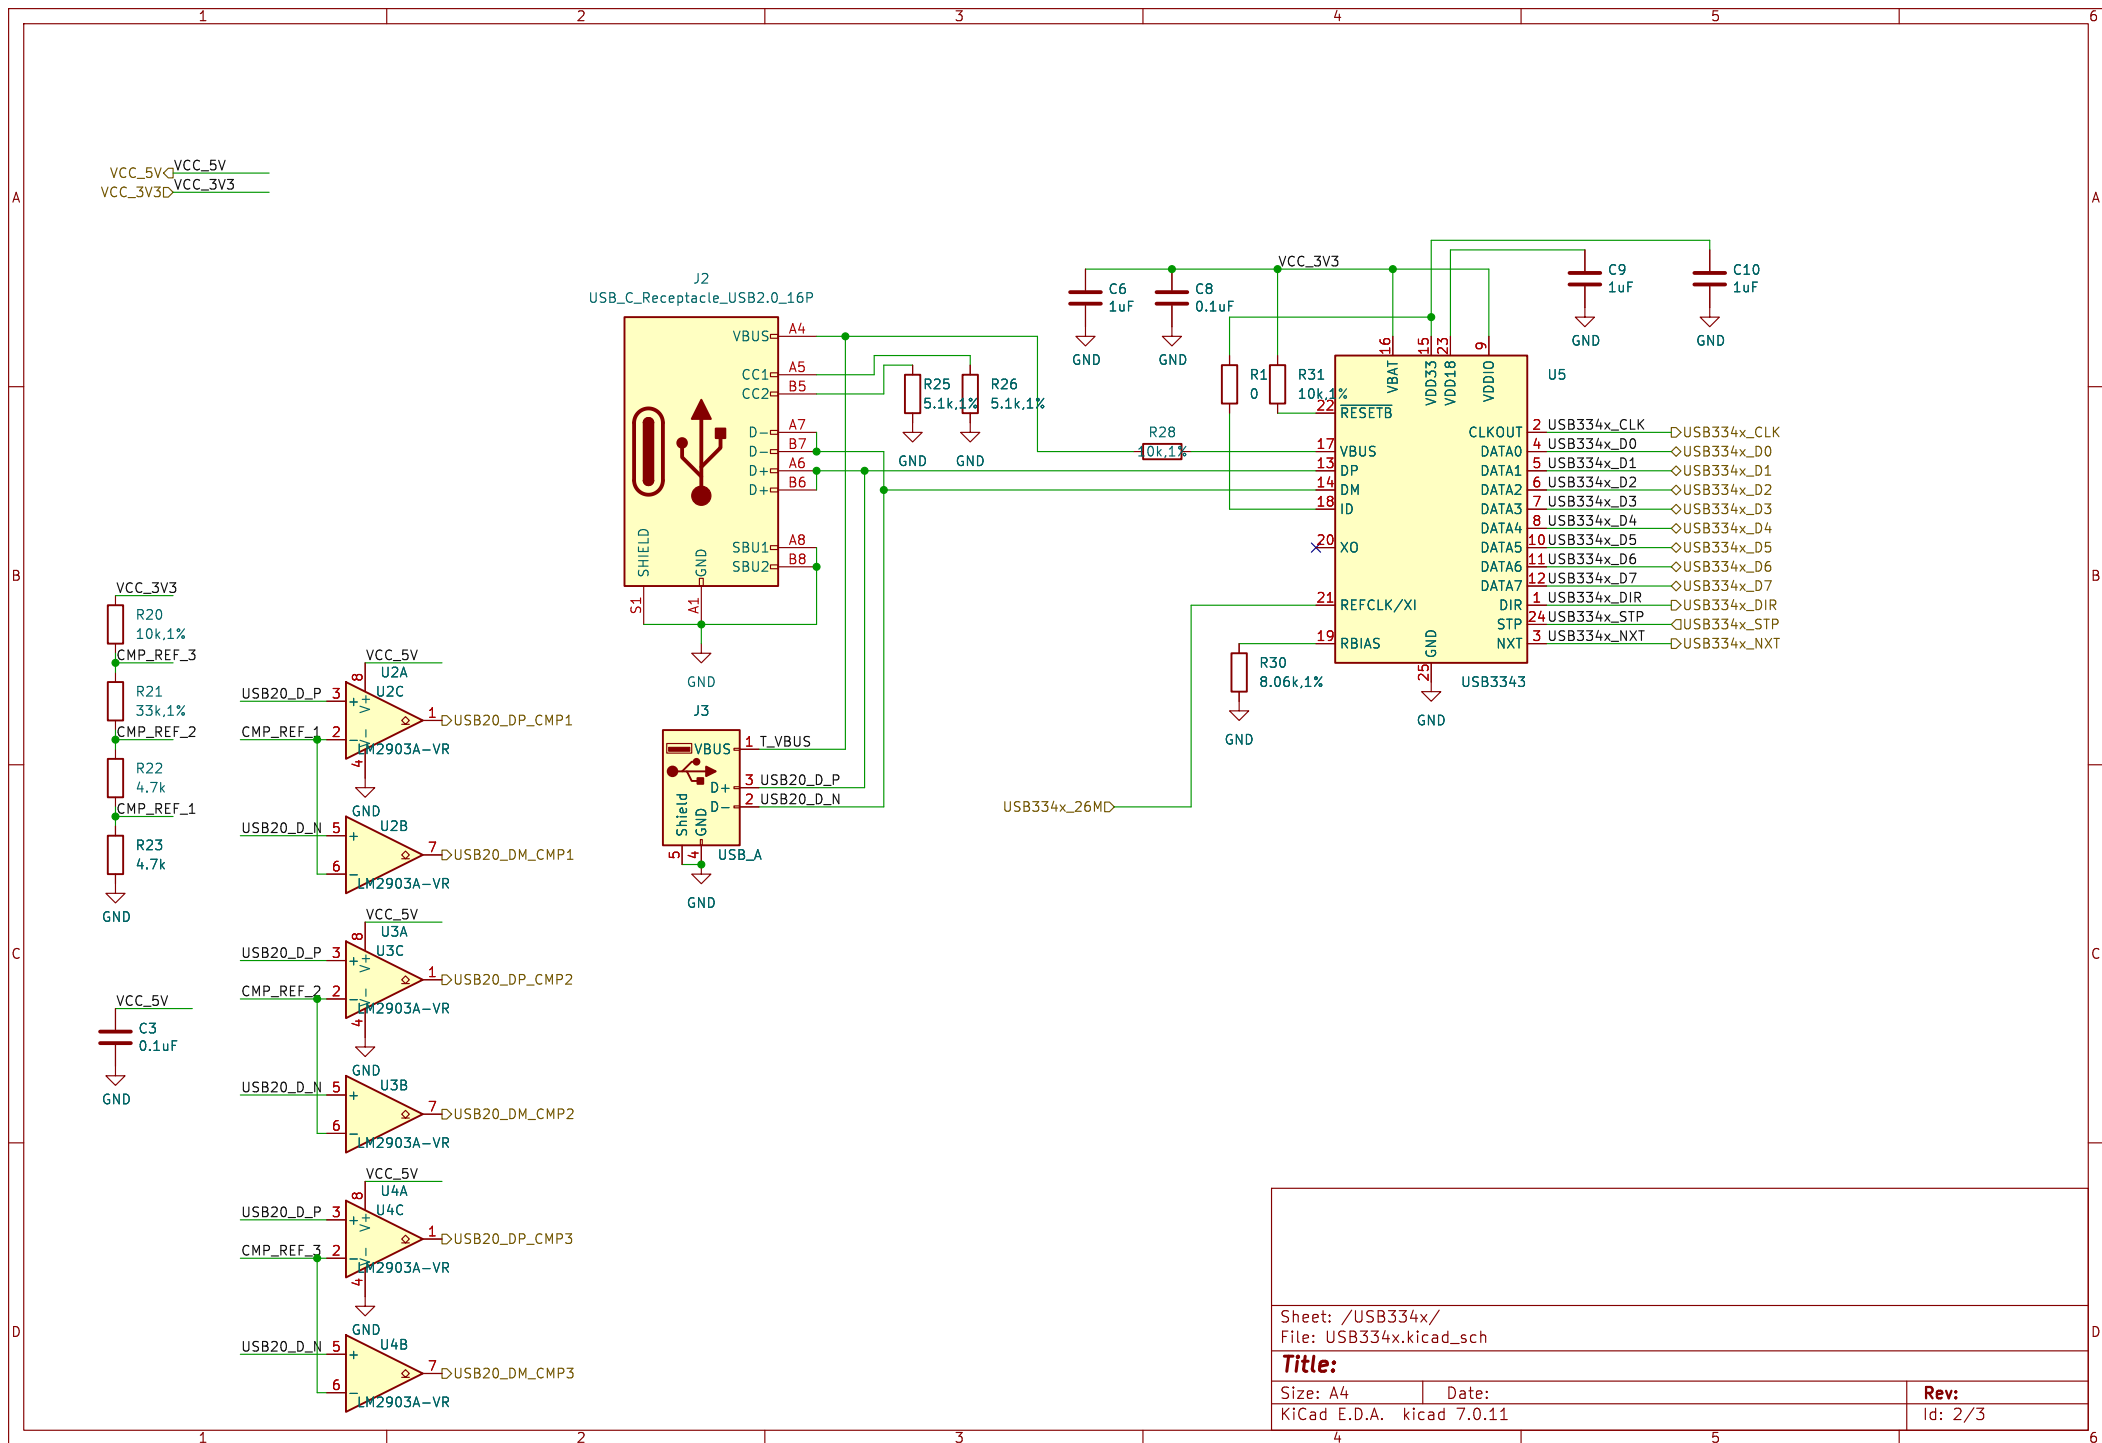 1 2 3 4 5 6
A A
B B
C C
D D
1 2 3 4 5 6
VCC_5V VCC_5V
VCC_3V3 VCC_3V3
VCC_3V3
R20
10k,1%
CMP_REF_3
R21
33k,1%
CMP_REF_2
R22
4.7k
CMP_REF_1
R23
4.7k
GND
VCC_5V
C3
0.1uF
GND
VCC_5V
U2A
U2C
USB20_D_P 3 + 8 V+ 1 USB20_DP_CMP1
CMP_REF_1 2 − V− 4
LM2903A-VR
GND
U2B
USB20_D_N 5 + 7 USB20_DM_CMP1
6 −
LM2903A-VR
VCC_5V
U3A
U3C
USB20_D_P 3 + 8 V+ 1 USB20_DP_CMP2
CMP_REF_2 2 − V− 4
LM2903A-VR
GND
U3B
USB20_D_N 5 + 7 USB20_DM_CMP2
6 −
LM2903A-VR
VCC_5V
U4A
U4C
USB20_D_P 3 + 8 V+ 1 USB20_DP_CMP3
CMP_REF_3 2 − V− 4
LM2903A-VR
GND
U4B
USB20_D_N 5 + 7 USB20_DM_CMP3
6 −
LM2903A-VR
J2
USB_C_Receptacle_USB2.0_16P
VBUS A4
CC1 A5
CC2 B5
D- A7
D- B7
D+ A6
D+ B6
SBU1 A8
SBU2 B8
SHIELD S1
GND A1
GND
R25
5.1k,1%
GND
R26
5.1k,1%
GND
J3
VBUS 1 T_VBUS
D+ 3 USB20_D_P
D- 2 USB20_D_N
Shield 5
GND 4
USB_A
GND
VCC_3V3
C6
1uF
GND
C8
0.1uF
GND
C9
1uF
GND
C10
1uF
GND
R1
0
R31
10k,1%
R28
10k,1%
R30
8.06k,1%
GND
USB334x_26M
U5
16 VBAT
15 VDD33
23 VDD18
9 VDDIO
22 RESETB
17 VBUS
13 DP
14 DM
18 ID
20 XO
21 REFCLK/XI
19 RBIAS
CLKOUT 2 USB334x_CLK USB334x_CLK
DATA0 4 USB334x_D0 USB334x_D0
DATA1 5 USB334x_D1 USB334x_D1
DATA2 6 USB334x_D2 USB334x_D2
DATA3 7 USB334x_D3 USB334x_D3
DATA4 8 USB334x_D4 USB334x_D4
DATA5 10 USB334x_D5 USB334x_D5
DATA6 11 USB334x_D6 USB334x_D6
DATA7 12 USB334x_D7 USB334x_D7
DIR 1 USB334x_DIR USB334x_DIR
STP 24 USB334x_STP USB334x_STP
NXT 3 USB334x_NXT USB334x_NXT
GND 25
USB3343
GND
Sheet: /USB334x/
File: USB334x.kicad_sch
Title:
Size: A4 Date: Rev:
KiCad E.D.A. kicad 7.0.11 Id: 2/3